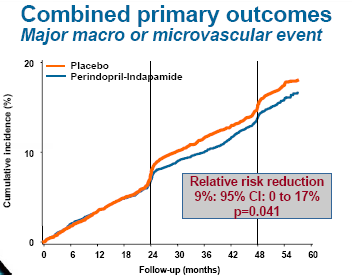 Combined primary outcomes
Major macro or microvascular event
20
Placebo
Perindopril-Indapamide
Cumulative incidence (%)
10
Relative risk reduction
9%: 95% CI: 0 to 17%
p=0.041
0
0 6 12 18 24 30 36 42 48 54 60
Follow-up (months)